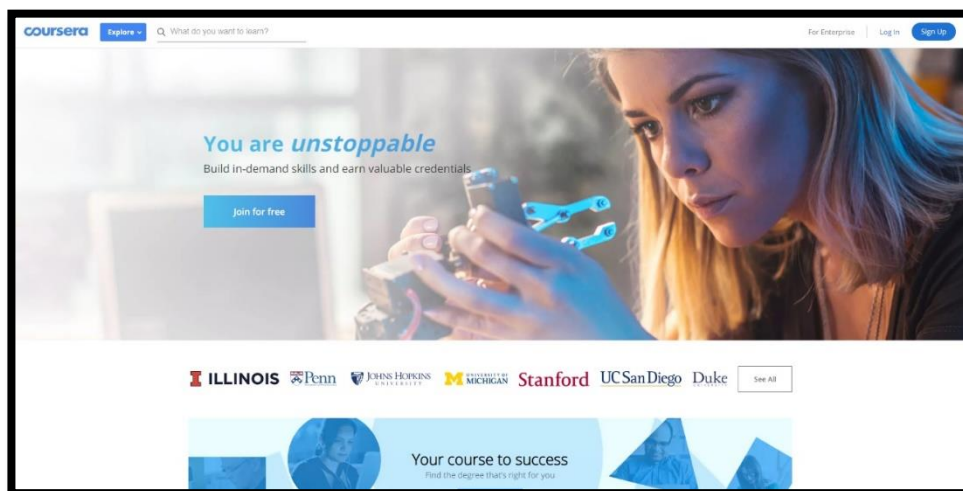 coursera Explore What do you want to learn? For Enterprise Log In Sign Up
You are unstoppable
Build in-demand skills and earn valuable credentials
Join for free
I ILLINOIS Penn JOHNS HOPKINS UNIVERSITY M UNIVERSITY OF MICHIGAN Stanford UC San Diego Duke UNIVERSITY See All
Your course to success
Find the degree that's right for you